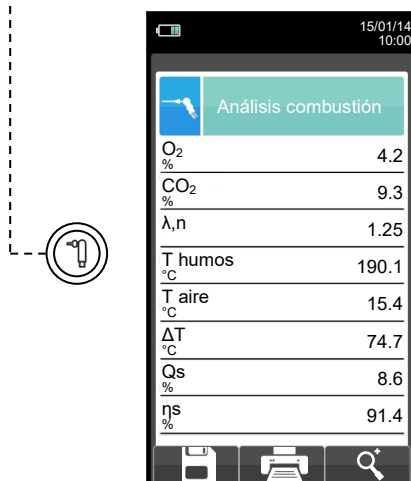 15/01/14
10:00
Análisis combustión
O2
% 4.2
CO2
% 9.3
λ,n 1.25
T humos
°C 190.1
T aire
°C 15.4
ΔT
°C 74.7
Qs
% 8.6
ηs
% 91.4